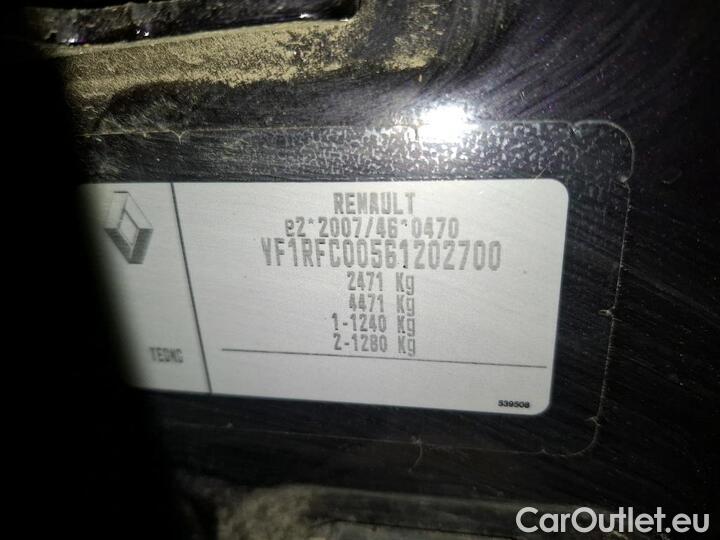 RENAULT
e2*2007/46*0470
VF1RFC00561202700
2471 Kg
4471 Kg
1-1240 Kg
2-1280 Kg
539508
CarOutlet.eu